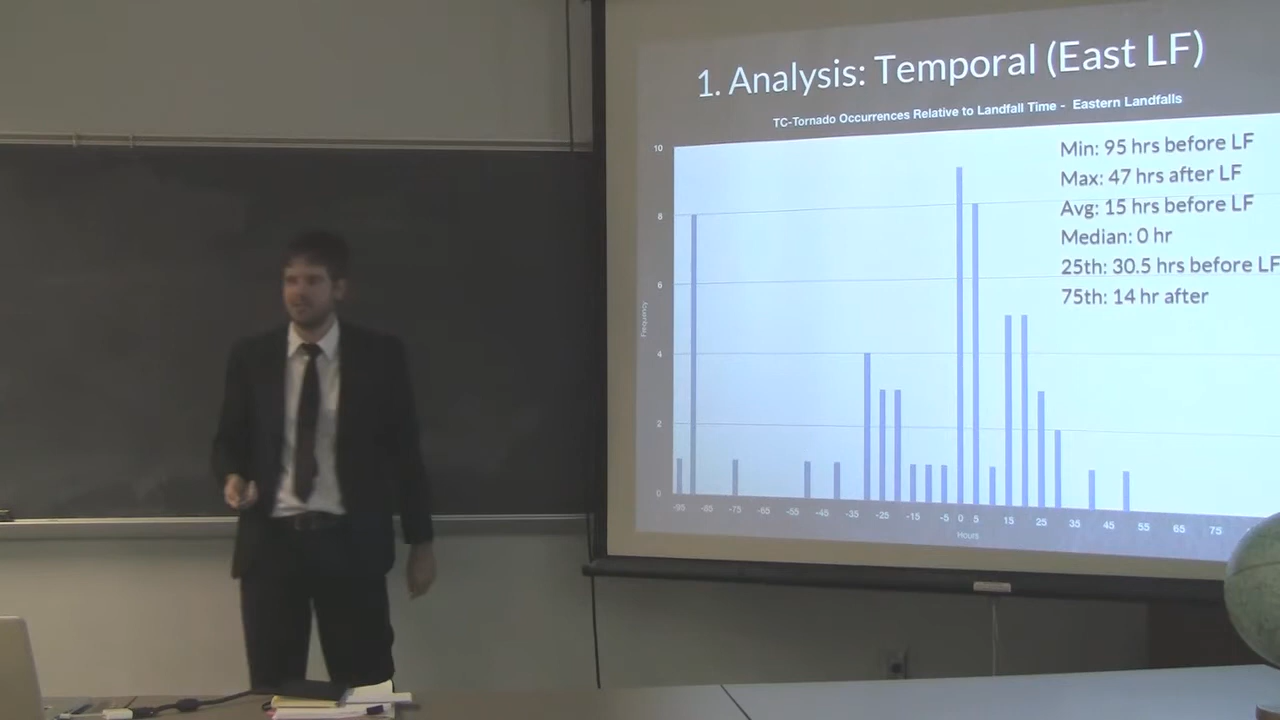 1. Analysis: Temporal (East LF)
TC-Tornado Occurrences Relative to Landfall Time - Eastern Landfalls
Min: 95 hrs before LF
Max: 47 hrs after LF
Avg: 15 hrs before LF
Median: 0 hr
25th: 30.5 hrs before LF
75th: 14 hr after
10
8
6
4
2
0
Frequency
-95 -85 -75 -65 -55 -45 -35 -25 -15 -5 0 5 15 25 35 45 55 65 75
Hours